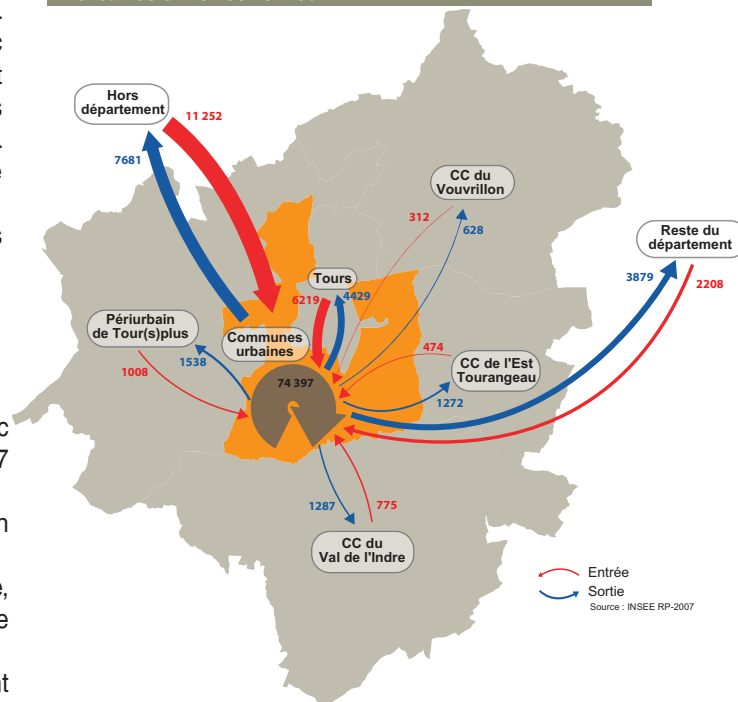 Hors
département
11 252
7681
CC du
Vouvrillon
312
628
Reste du
département
3879
2208
Tours
6219
4429
Périurbain
de Tour(s)plus
Communes
urbaines
1538
1008
474
CC de l'Est
Tourangeau
1272
74 397
1287
775
CC du
Val de l'Indre
Entrée
Sortie
Source : INSEE RP-2007